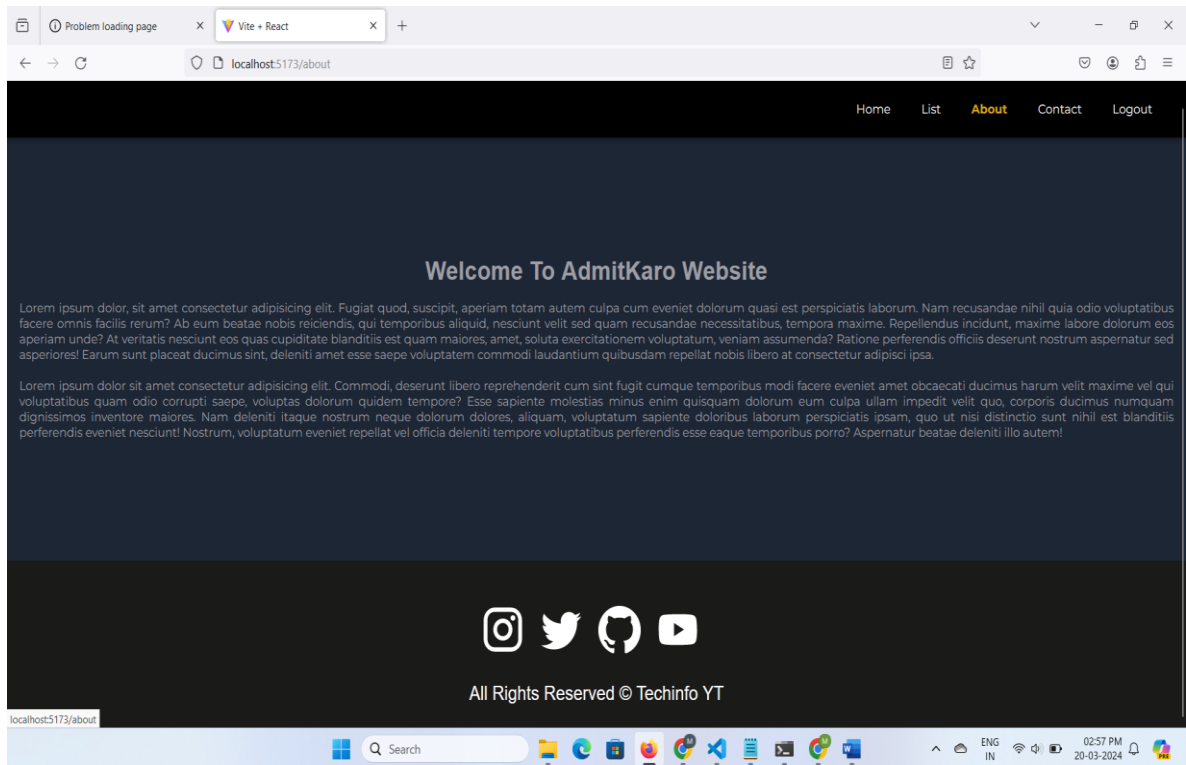 Problem loading page
Vite + React
localhost:5173/about
Home List About Contact Logout
Welcome To AdmitKaro Website
Lorem ipsum dolor, sit amet consectetur adipisicing elit. Fugiat quod, suscipit, aperiam totam autem culpa cum eveniet dolorum quasi est perspiciatis laborum. Nam recusandae nihil quia odio voluptatibus
facere omnis facilis rerum? Ab eum beatae nobis reiciendis, qui temporibus aliquid, nesciunt velit sed quam recusandae necessitatibus, tempora maxime. Repellendus incidunt, maxime labore dolorum eos
aperiam unde? At veritatis nesciunt eos quas cupiditate blanditiis est quam maiores, amet, soluta exercitationem voluptatum, veniam assumenda? Ratione perferendis officiis deserunt nostrum aspernatur sed
asperiores! Earum sunt placeat ducimus sint, deleniti amet esse saepe voluptatem commodi laudantium quibusdam repellat nobis libero at consectetur adipisci ipsa.
Lorem ipsum dolor sit amet consectetur adipisicing elit. Commodi, deserunt libero reprehenderit cum sint fugit cumque temporibus modi facere eveniet amet obcaecati ducimus harum velit maxime vel qui
voluptatibus quam odio corrupti saepe, voluptas dolorum quidem tempore? Esse sapiente molestias minus enim quisquam dolorum eum culpa ullam impedit velit quo, corporis ducimus numquam
dignissimos inventore maiores. Nam deleniti itaque nostrum neque dolorum dolores, aliquam, voluptatum sapiente doloribus laborum perspiciatis ipsam, quo ut nisi distinctio sunt nihil est blanditiis
perferendis eveniet nesciunt! Nostrum, voluptatum eveniet repellat vel officia deleniti tempore voluptatibus perferendis esse eaque temporibus porro? Aspernatur beatae deleniti illo autem!
All Rights Reserved © Techinfo YT
localhost:5173/about
Search
ENG
IN
02:57 PM
20-03-2024
PRE